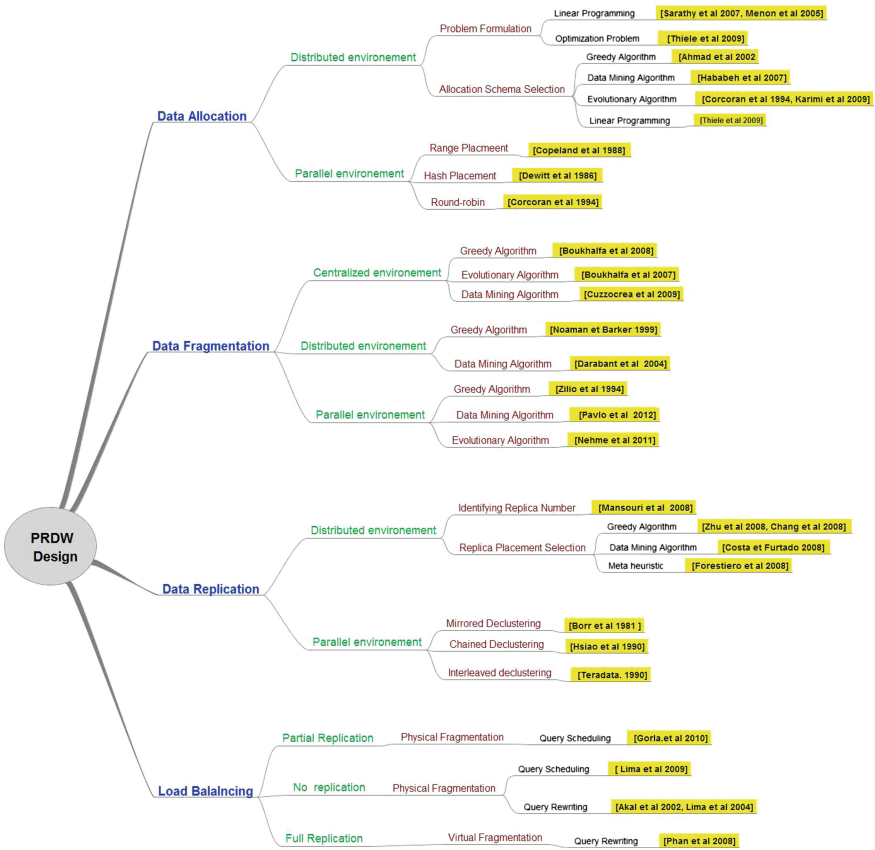 Linear Programming [Sarathy et al 2007, Menon et al 2005]
Problem Formulation
Optimization Problem [Thiele et al 2009]
Distributed environement
Greedy Algorithm [Ahmad et al 2002
Data Mining Algorithm [Hababeh et al 2007]
Allocation Schema Selection
Evolutionary Algorithm [Corcoran et al 1994, Karimi et al 2009]
Data Allocation
Linear Programming [Thiele et al 2009]
Range Placmeent [Copeland et al 1988]
Parallel environement Hash Placement [Dewitt et al 1986]
Round-robin [Corcoran et al 1994]
Greedy Algorithm [Boukhalfa et al 2008]
Centralized environement Evolutionary Algorithm [Boukhalfa et al 2007]
Data Mining Algorithm [Cuzzocrea et al 2009]
Greedy Algorithm [Noaman et Barker 1999]
Data Fragmentation Distributed environement
Data Mining Algorithm [Darabant et al 2004]
Greedy Algorithm [Zilio et al 1994]
Parallel environement Data Mining Algorithm [Pavlo et al 2012]
Evolutionary Algorithm [Nehme et al 2011]
PRDW
Design
Identifying Replica Number [Mansouri et al 2008]
Distributed environement
Greedy Algorithm [Zhu et al 2008, Chang et al 2008]
Replica Placement Selection Data Mining Algorithm [Costa et Furtado 2008]
Meta heuristic [Forestiero et al 2008]
Data Replication
Mirrored Declustering [Borr et al 1981 ]
Parallel environement Chained Declustering [Hsiao et al 1990]
Interleaved declustering [Teradata. 1990]
Partial Replication Physical Fragmentation Query Scheduling [Gorla.et al 2010]
Query Scheduling [ Lima et al 2009]
Load Balalncing No replication Physical Fragmentation
Query Rewriting [Akal et al 2002, Lima et al 2004]
Full Replication Virtual Fragmentation Query Rewriting [Phan et al 2008]